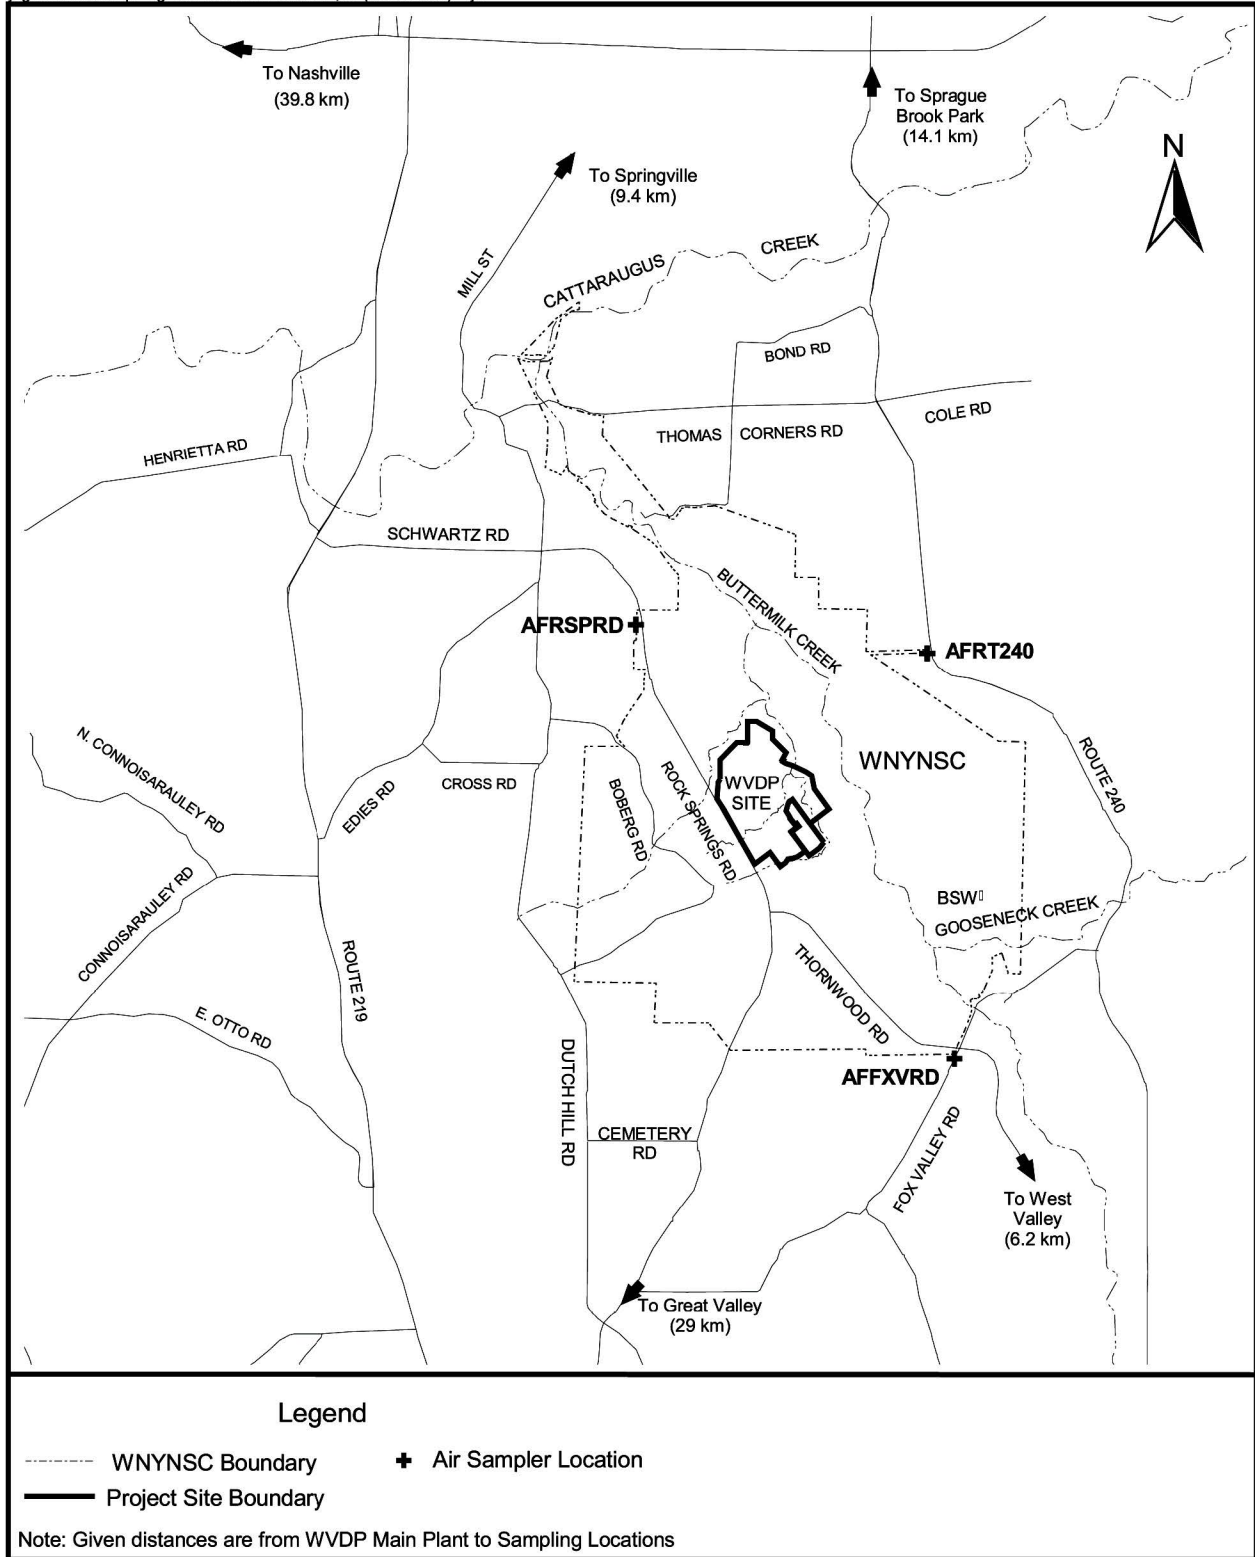 To Nashville
(39.8 km)
To Sprague
Brook Park
(14.1 km)
N
To Springville
(9.4 km)
MILL ST
CATTARAUGUS
CREEK
BOND RD
COLE RD
THOMAS
CORNERS RD
HENRIETTA RD
SCHWARTZ RD
BUTTERMILK CREEK
AFRSPRD
AFRT240
N. CONNOISARAULEY RD
EDIES RD
CROSS RD
BOBERG RD
ROCK SPRINGS RD
WVDP
SITE
WNYNSC
ROUTE 240
CONNOISARAULEY RD
BSW
GOOSENECK CREEK
ROUTE 219
E. OTTO RD
THORNWOOD RD
DUTCH HILL RD
AFFXVRD
CEMETERY
RD
FOX VALLEY RD
To West
Valley
(6.2 km)
To Great Valley
(29 km)
Legend
WNYNSC Boundary
Air Sampler Location
Project Site Boundary
Note: Given distances are from WVDP Main Plant to Sampling Locations